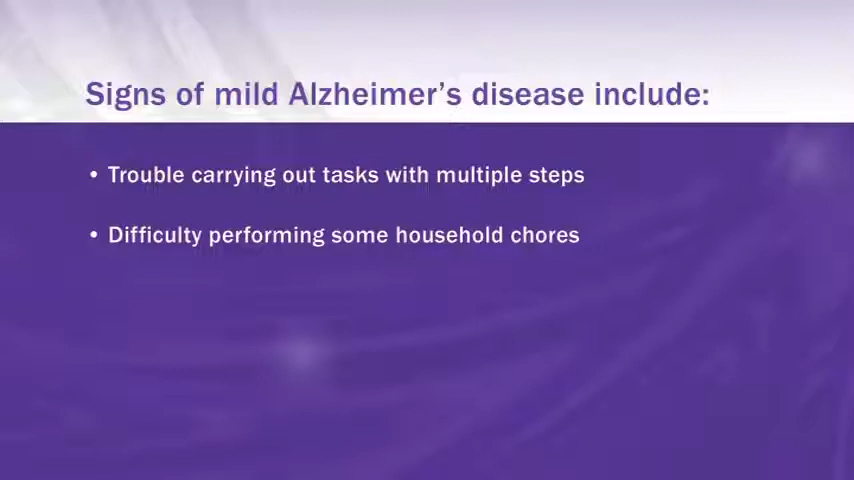 Signs of mild Alzheimer’s disease include:
• Trouble carrying out tasks with multiple steps
• Difficulty performing some household chores